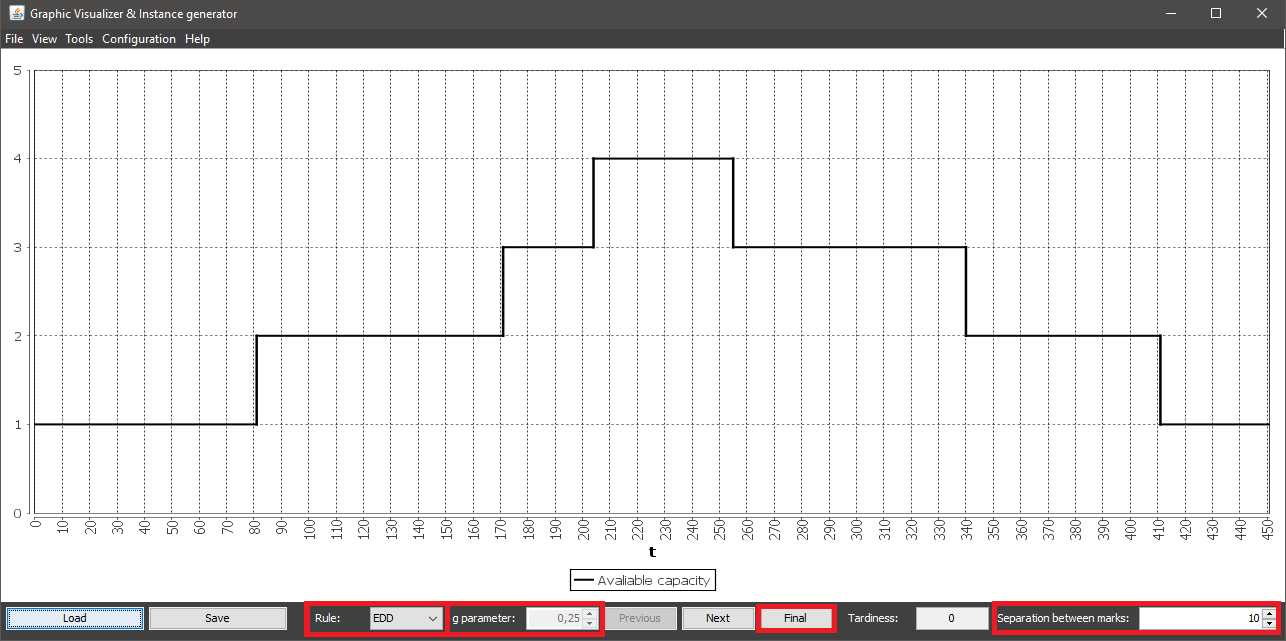 Graphic Visualizer & Instance generator
File View Tools Configuration Help
5
4
3
2
1
0
0 10 20 30 40 50 60 70 80 90 100 110 120 130 140 150 160 170 180 190 200 210 220 230 240 250 260 270 280 290 300 310 320 330 340 350 360 370 380 390 400 410 420 430 440 450
t
Avaliable capacity
Load Save Rule: EDD g parameter: 0,25 Previous Next Final Tardiness: 0 Separation between marks: 10